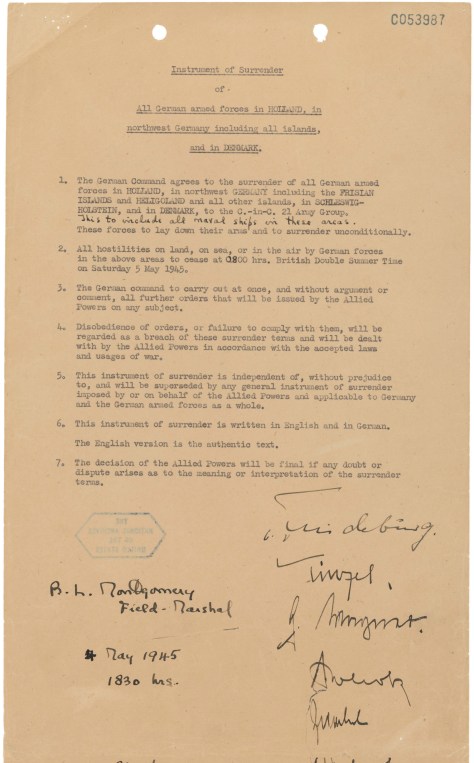 C053987
Instrument of Surrender
of
All German armed forces in HOLLAND, in
northwest Germany including all islands,
and in DENMARK.
1. The German Command agrees to the surrender of all German armed
forces in HOLLAND, in northwest GERMANY including the FRISIAN
ISLANDS and HELIGOLAND and all other islands, in SCHLESWIG-
HOLSTEIN, and in DENMARK, to the C.-in-C. 21 Army Group.
This to include all naval ships in these areas.
These forces to lay down their arms and to surrender unconditionally.
2. All hostilities on land, on sea, or in the air by German forces
in the above areas to cease at 0800 hrs. British Double Summer Time
on Saturday 5 May 1945.
3. The German command to carry out at once, and without argument or
comment, all further orders that will be issued by the Allied
Powers on any subject.
4. Disobedience of orders, or failure to comply with them, will be
regarded as a breach of these surrender terms and will be dealt
with by the Allied Powers in accordance with the accepted laws
and usages of war.
5. This instrument of surrender is independent of, without prejudice
to, and will be superseded by any general instrument of surrender
imposed by or on behalf of the Allied Powers and applicable to Germany
and the German armed forces as a whole.
6. This instrument of surrender is written in English and in German.
The English version is the authentic text.
7. The decision of the Allied Powers will be final if any doubt or
dispute arises as to the meaning or interpretation of the surrender
terms.
B. L. Montgomery
Field-Marshal
4 May 1945
1830 hrs.